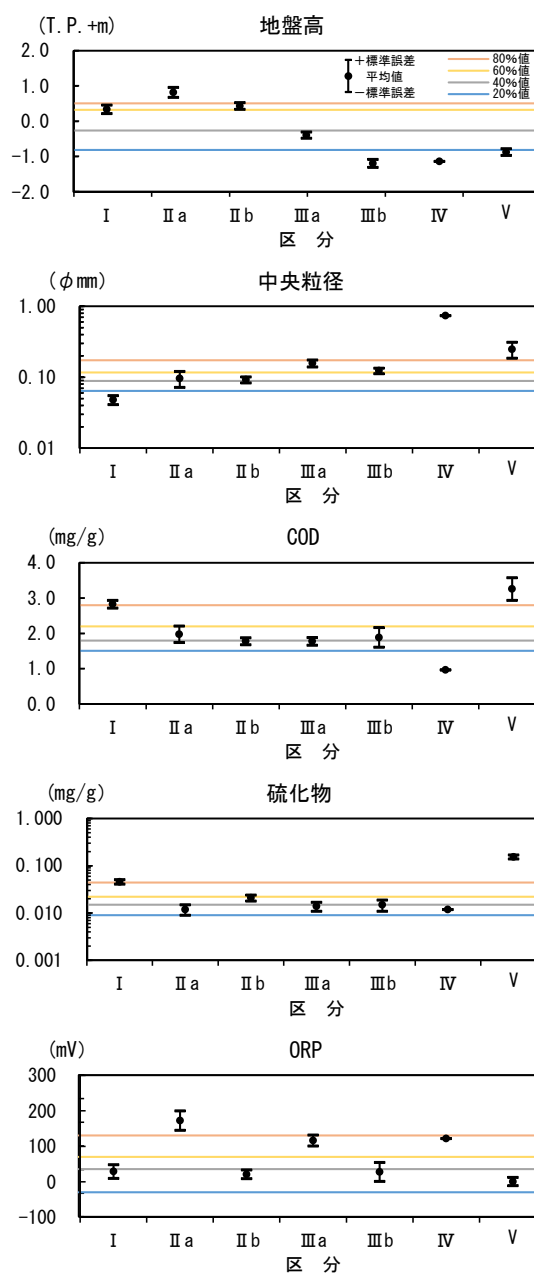 (T.P.+m) 地盤高
2.0
1.0
0.0
-1.0
-2.0
＋標準誤差
平均値
－標準誤差
80%値
60%値
40%値
20%値
Ⅰ Ⅱa Ⅱb Ⅲa Ⅲb Ⅳ Ⅴ
区 分
(φmm) 中央粒径
1.00
0.10
0.01
Ⅰ Ⅱa Ⅱb Ⅲa Ⅲb Ⅳ Ⅴ
区 分
(mg/g) COD
4.0
3.0
2.0
1.0
0.0
Ⅰ Ⅱa Ⅱb Ⅲa Ⅲb Ⅳ Ⅴ
区 分
(mg/g) 硫化物
1.000
0.100
0.010
0.001
Ⅰ Ⅱa Ⅱb Ⅲa Ⅲb Ⅳ Ⅴ
区 分
(mV) ORP
300
200
100
0
-100
Ⅰ Ⅱa Ⅱb Ⅲa Ⅲb Ⅳ Ⅴ
区 分